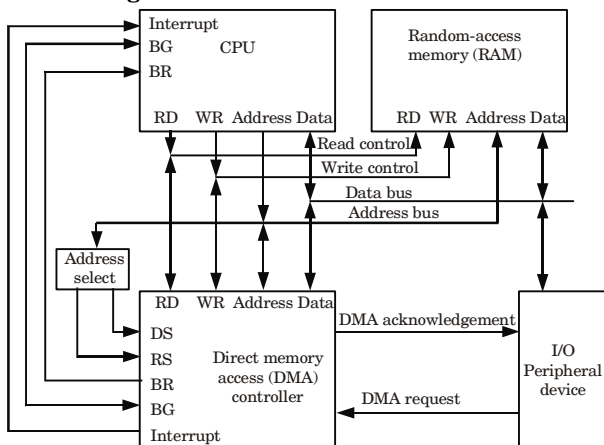 Interrupt
BG
BR
CPU
RD WR Address Data
Random-access
memory (RAM)
RD WR Address Data
Read control
Write control
Data bus
Address bus
Address
select
RD WR Address Data
DS
RS
BR
BG
Interrupt
Direct memory
access (DMA)
controller
DMA acknowledgement
DMA request
I/O
Peripheral
device